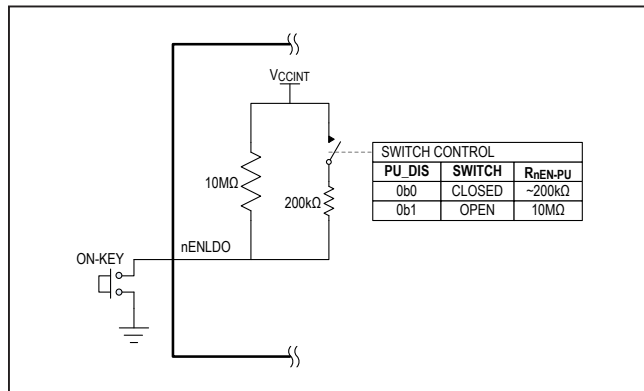 VCCINT
SWITCH CONTROL
PU_DIS SWITCH RnEN-PU
0b0 CLOSED ~200kΩ
0b1 OPEN 10MΩ
10MΩ
200kΩ
nENLDO
ON-KEY